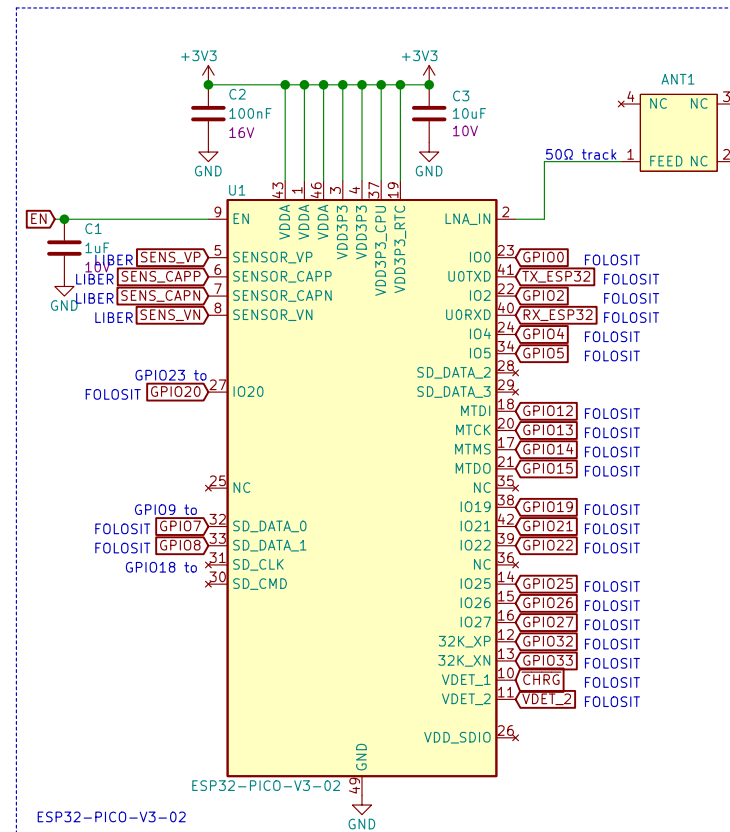 +3V3
+3V3
C2
100nF
16V
C3
10uF
10V
GND
GND
ANT1
4 NC NC 3
50Ω track
1 FEED NC 2
U1
43 1 46 3 4 37 19
VDDA VDDA VDDA VDD3P3 VDD3P3 VDD3P3_CPU VDD3P3_RTC
EN 9 EN
LNA_IN 2
C1
1uF
10V
GND
LIBER SENS_VP 5 SENSOR_VP
LIBER SENS_CAPP 6 SENSOR_CAPP
LIBER SENS_CAPN 7 SENSOR_CAPN
LIBER SENS_VN 8 SENSOR_VN
IO0 23 GPIO0 FOLOSIT
U0TXD 41 TX_ESP32 FOLOSIT
IO2 22 GPIO2 FOLOSIT
U0RXD 40 RX_ESP32 FOLOSIT
IO4 24 GPIO4 FOLOSIT
IO5 34 GPIO5 FOLOSIT
SD_DATA_2 28
SD_DATA_3 29
GPIO23 to
FOLOSIT GPIO20 27 IO20
MTDI 18 GPIO12 FOLOSIT
MTCK 20 GPIO13 FOLOSIT
MTMS 17 GPIO14 FOLOSIT
MTDO 21 GPIO15 FOLOSIT
25 NC
NC 35
GPIO9 to
FOLOSIT GPIO7 32 SD_DATA_0
FOLOSIT GPIO8 33 SD_DATA_1
GPIO18 to
31 SD_CLK
30 SD_CMD
IO19 38 GPIO19 FOLOSIT
IO21 42 GPIO21 FOLOSIT
IO22 39 GPIO22 FOLOSIT
NC 36
IO25 14 GPIO25 FOLOSIT
IO26 15 GPIO26 FOLOSIT
IO27 16 GPIO27 FOLOSIT
32K_XP 12 GPIO32 FOLOSIT
32K_XN 13 GPIO33 FOLOSIT
VDET_1 10 CHRG FOLOSIT
VDET_2 11 VDET_2 FOLOSIT
VDD_SDIO 26
GND
49
ESP32-PICO-V3-02
GND
ESP32-PICO-V3-02